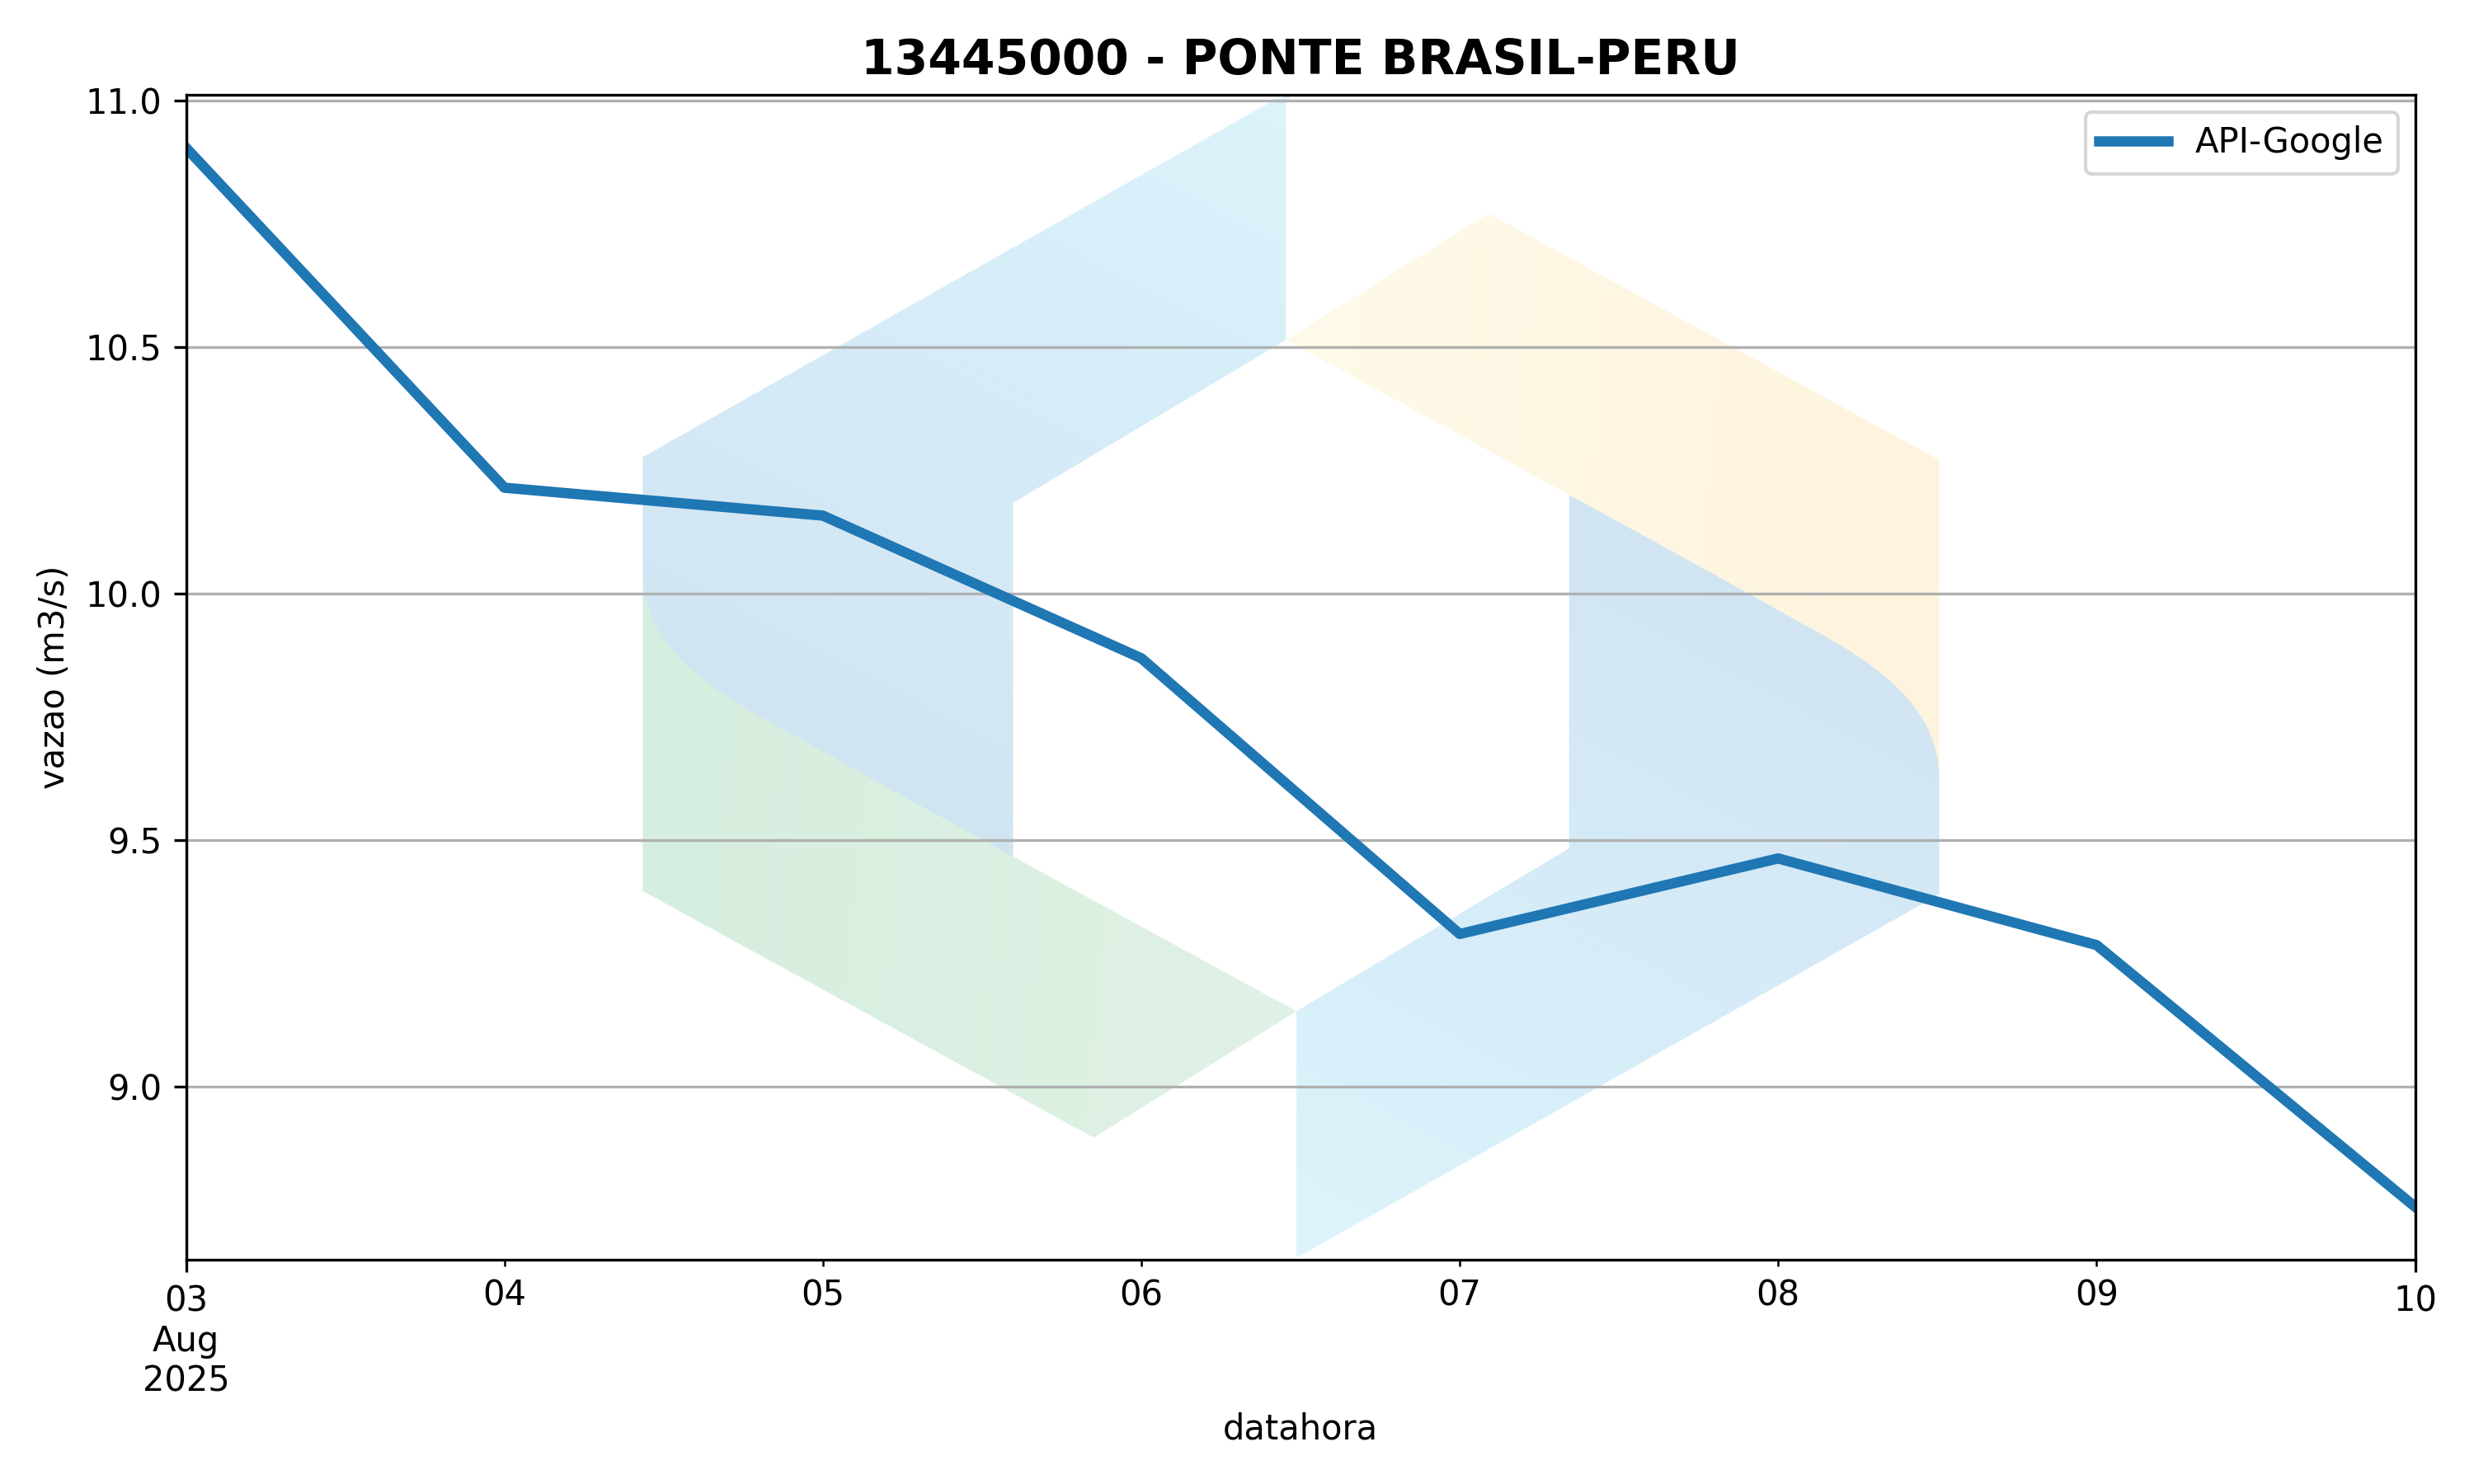 13445000 - PONTE BRASIL-PERU
API-Google
11.0
10.5
10.0
9.5
9.0
vazao (m3/s)
03 04 05 06 07 08 09 10
Aug
2025
datahora